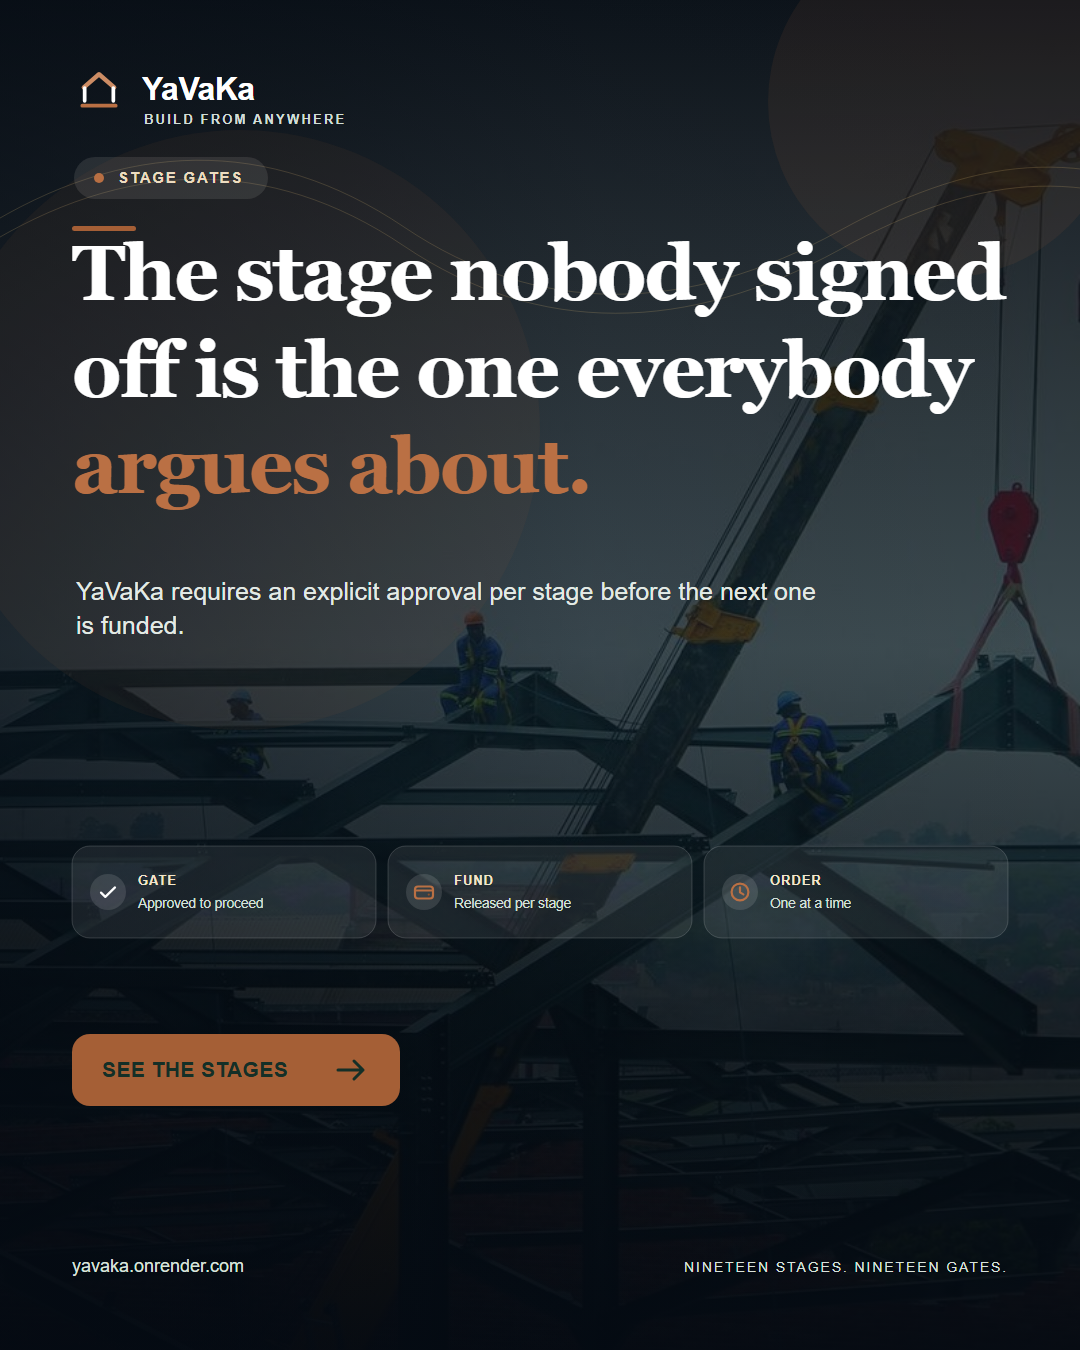 YaVaKa
BUILD FROM ANYWHERE
STAGE GATES
The stage nobody signed
off is the one everybody
argues about.
YaVaKa requires an explicit approval per stage before the next one
is funded.
GATE
Approved to proceed
FUND
Released per stage
ORDER
One at a time
SEE THE STAGES
yavaka.onrender.com
NINETEEN STAGES. NINETEEN GATES.